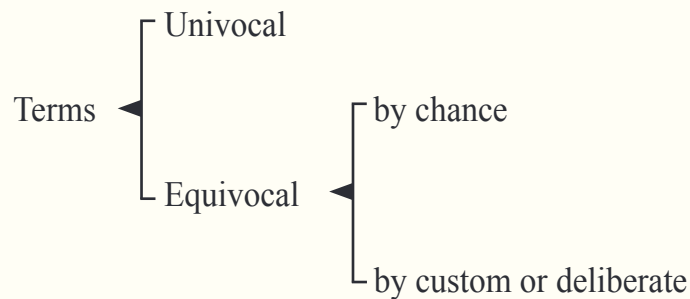 Univocal
Terms
by chance
Equivocal
by custom or deliberate